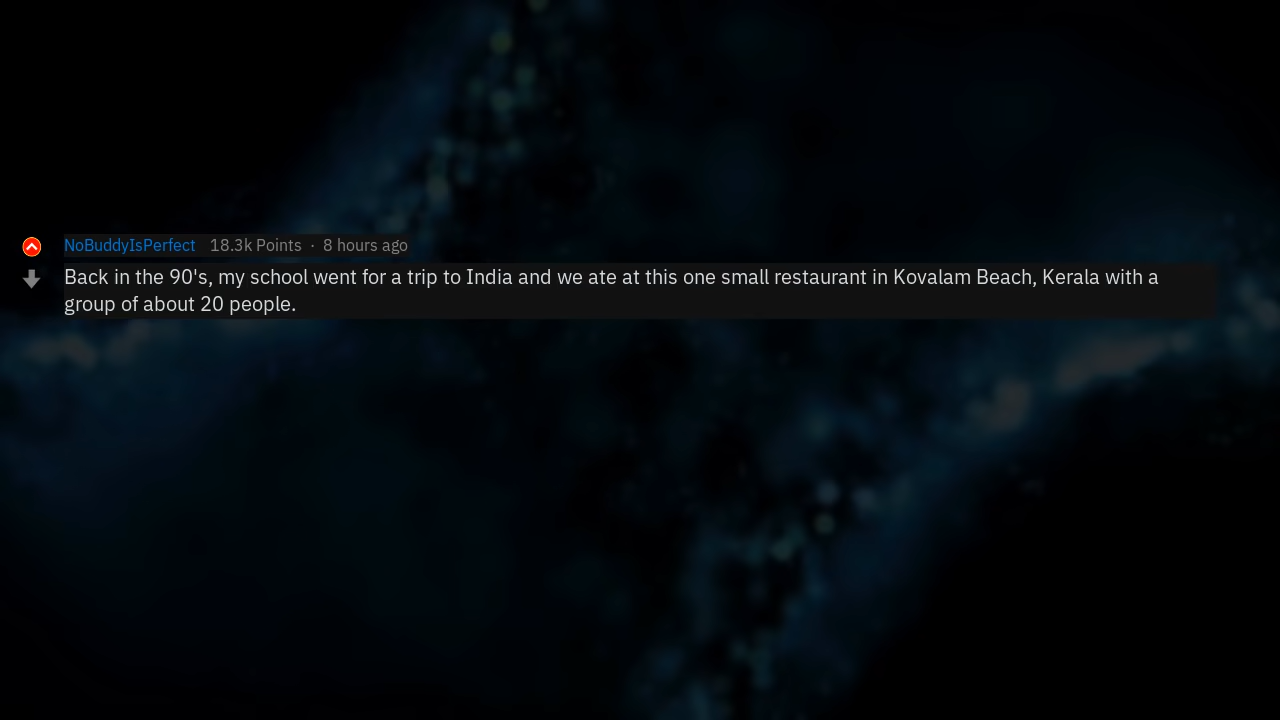 NoBuddyIsPerfect 18.3k Points · 8 hours ago
Back in the 90's, my school went for a trip to India and we ate at this one small restaurant in Kovalam Beach, Kerala with a
group of about 20 people.